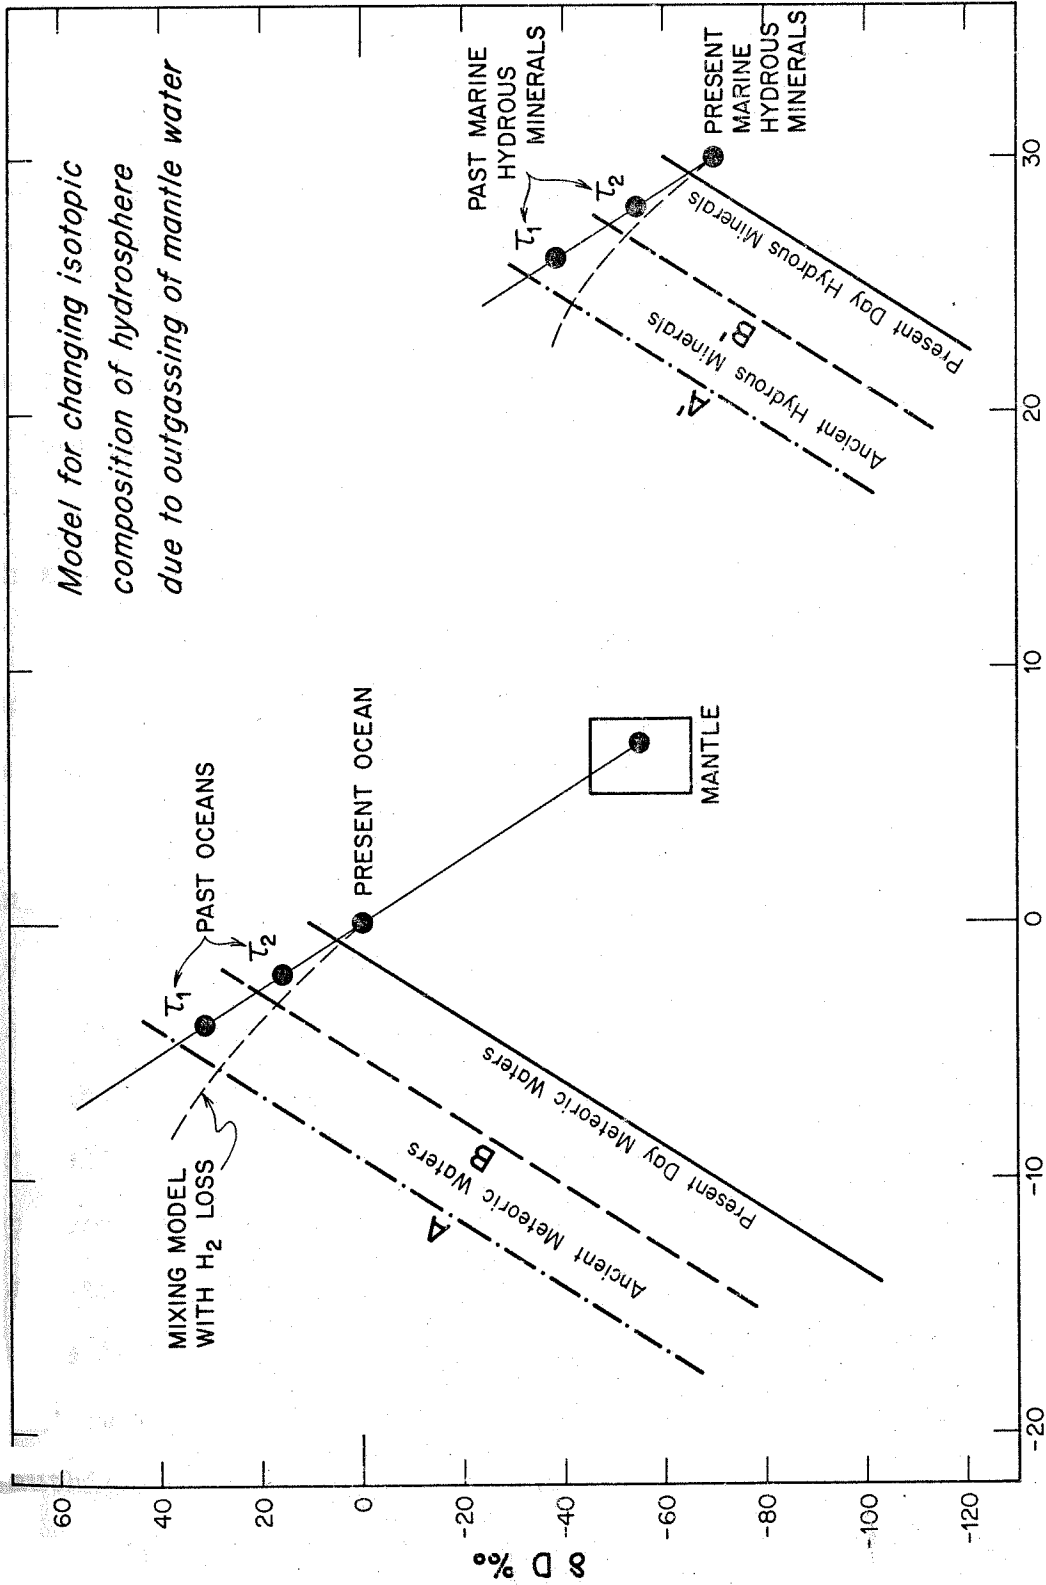 Model for changing isotopic
composition of hydrosphere
due to outgassing of mantle water
MIXING MODEL
WITH H₂ LOSS
τ₁
PAST OCEANS
τ₂
PRESENT OCEAN
MANTLE
A
Ancient Meteoric Waters
B
Present Day Meteoric Waters
PAST MARINE
HYDROUS
MINERALS
τ₁
τ₂
PRESENT
MARINE
HYDROUS
MINERALS
A'
Ancient Hydrous Minerals
B'
Present Day Hydrous Minerals
δ D ‰
60
40
20
0
-20
-40
-60
-80
-100
-120
-20
-10
0
10
20
30